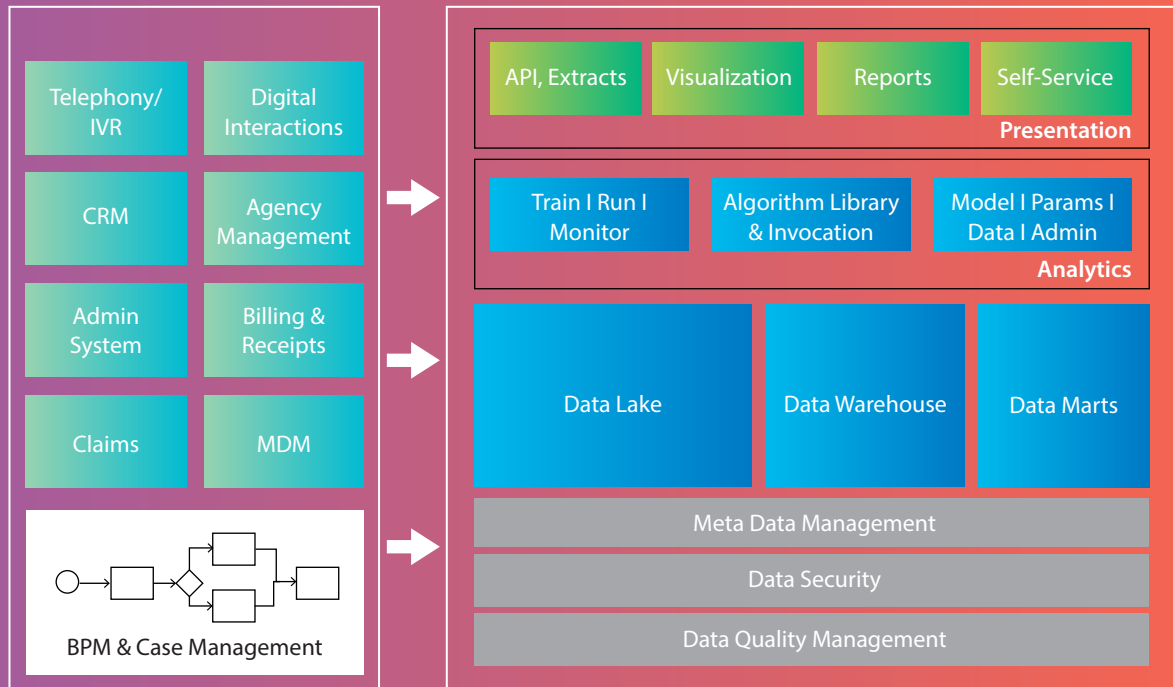 Telephony/
IVR
Digital
Interactions
CRM
Agency
Management
Admin
System
Billing &
Receipts
Claims
MDM
BPM & Case Management
API, Extracts
Visualization
Reports
Self-Service
Presentation
Train I Run I
Monitor
Algorithm Library
& Invocation
Model I Params I
Data I Admin
Analytics
Data Lake
Data Warehouse
Data Marts
Meta Data Management
Data Security
Data Quality Management